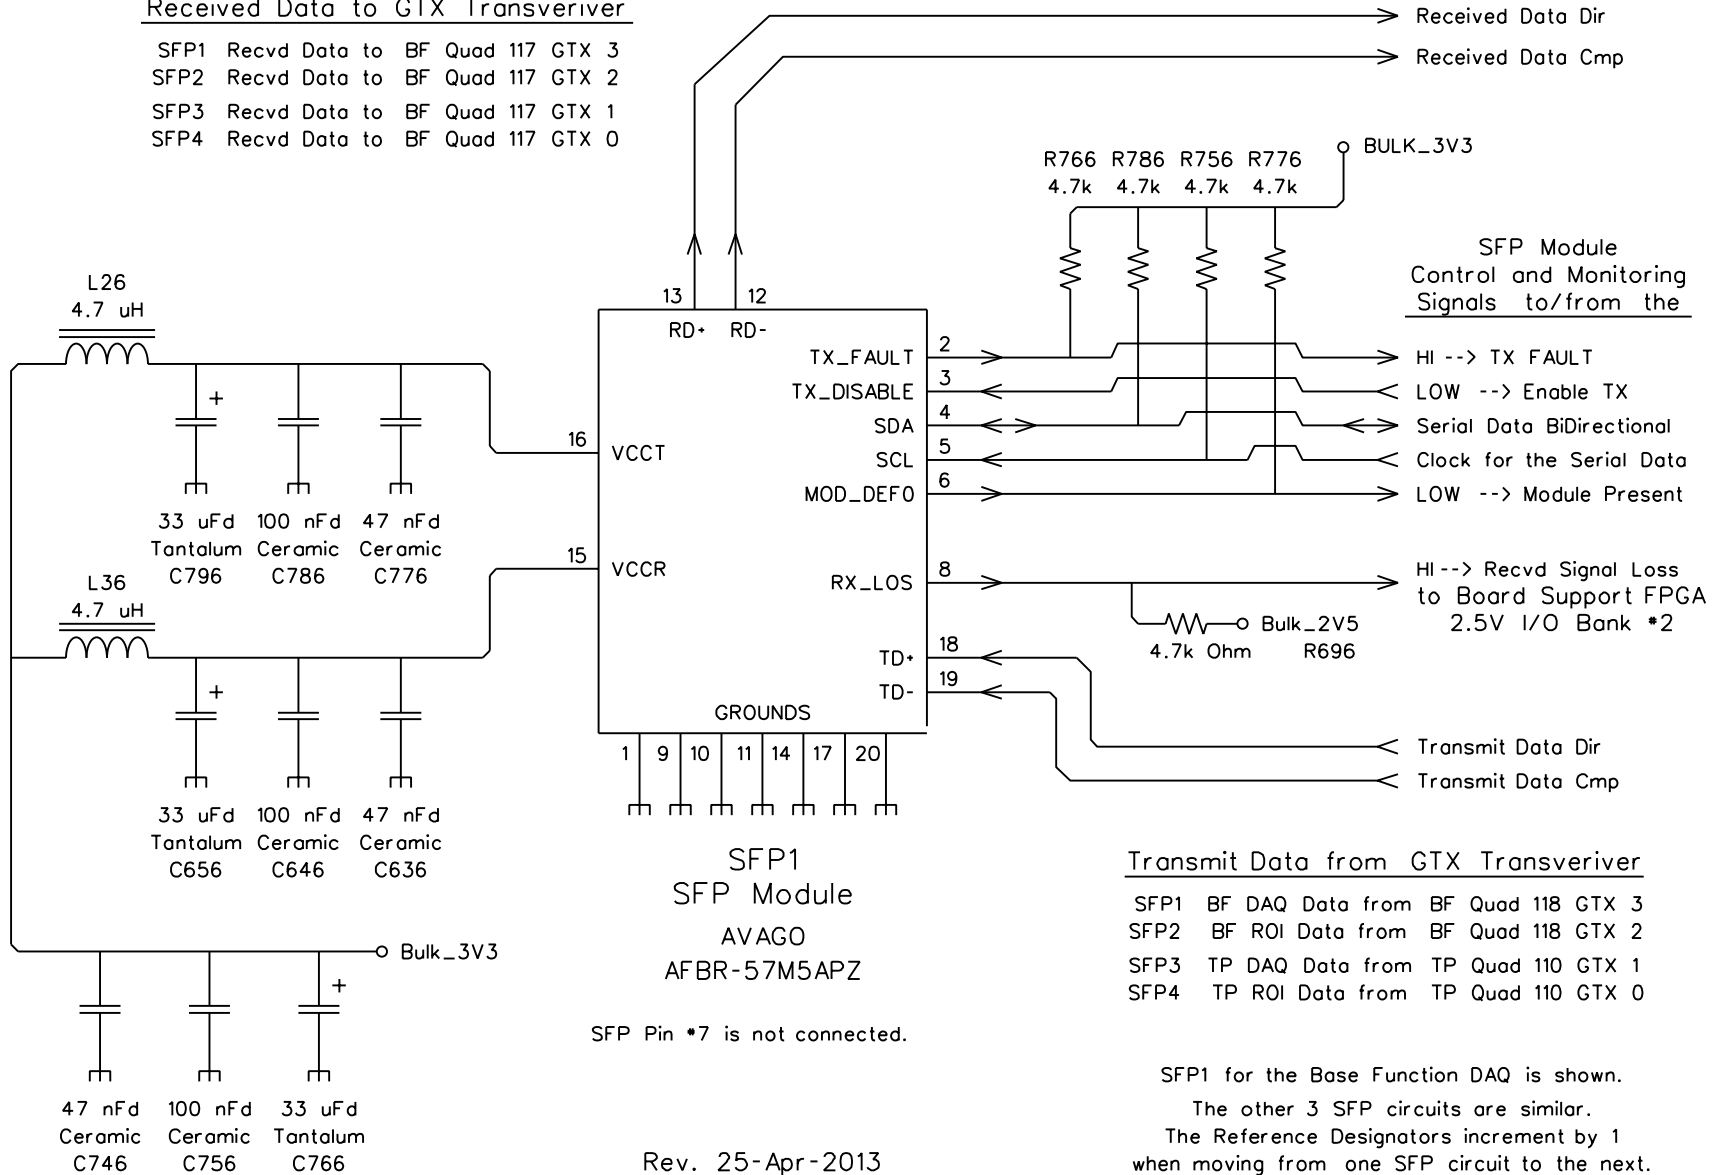 Received Data to GTX Transveriver
SFP1 Recvd Data to BF Quad 117 GTX 3
SFP2 Recvd Data to BF Quad 117 GTX 2
SFP3 Recvd Data to BF Quad 117 GTX 1
SFP4 Recvd Data to BF Quad 117 GTX 0
Received Data Dir
Received Data Cmp
R766 R786 R756 R776
4.7k 4.7k 4.7k 4.7k
BULK_3V3
SFP Module
Control and Monitoring
Signals to/from the
L26
4.7 uH
13 12
RD+ RD-
TX_FAULT 2
HI --> TX FAULT
TX_DISABLE 3
LOW --> Enable TX
SDA 4
Serial Data BiDirectional
SCL 5
Clock for the Serial Data
MOD_DEF0 6
LOW --> Module Present
+
16 VCCT
33 uFd 100 nFd 47 nFd
Tantalum Ceramic Ceramic
C796 C786 C776
15 VCCR
RX_LOS 8
HI--> Recvd Signal Loss
to Board Support FPGA
2.5V I/O Bank #2
Bulk_2V5
4.7k Ohm R696
L36
4.7 uH
TD+ 18
TD- 19
+
GROUNDS
1 9 10 11 14 17 20
Transmit Data Dir
Transmit Data Cmp
33 uFd 100 nFd 47 nFd
Tantalum Ceramic Ceramic
C656 C646 C636
SFP1
SFP Module
AVAGO
AFBR-57M5APZ
SFP Pin #7 is not connected.
Transmit Data from GTX Transveriver
SFP1 BF DAQ Data from BF Quad 118 GTX 3
SFP2 BF ROI Data from BF Quad 118 GTX 2
SFP3 TP DAQ Data from TP Quad 110 GTX 1
SFP4 TP ROI Data from TP Quad 110 GTX 0
Bulk_3V3
+
47 nFd 100 nFd 33 uFd
Ceramic Ceramic Tantalum
C746 C756 C766
SFP1 for the Base Function DAQ is shown.
The other 3 SFP circuits are similar.
The Reference Designators increment by 1
when moving from one SFP circuit to the next.
Rev. 25-Apr-2013